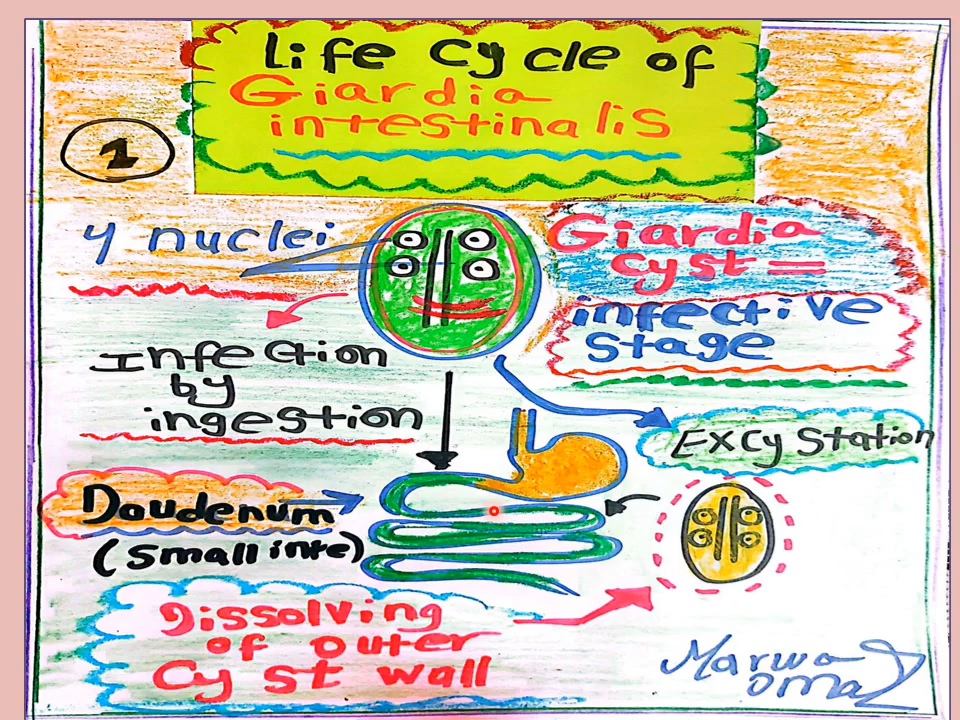 Life Cycle of
Giardia
intestinalis
1
4 nuclei
Giardia
cyst =
infective
stage
Infection
by
ingestion
Excystation
Doudenum
(Small inte)
Dissolving
of outer
Cyst wall
Marwa
Omar